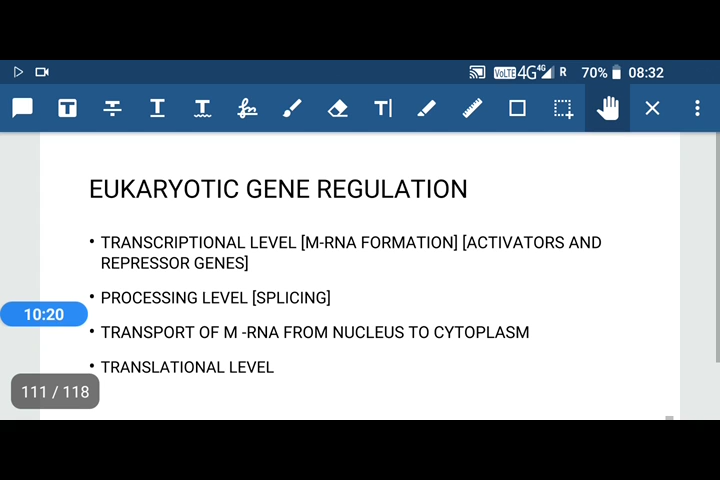 VoLTE 4G 4G R 70% 08:32
T T T T T
EUKARYOTIC GENE REGULATION
• TRANSCRIPTIONAL LEVEL [M-RNA FORMATION] [ACTIVATORS AND
REPRESSOR GENES]
• PROCESSING LEVEL [SPLICING]
10:20
• TRANSPORT OF M -RNA FROM NUCLEUS TO CYTOPLASM
• TRANSLATIONAL LEVEL
111 / 118